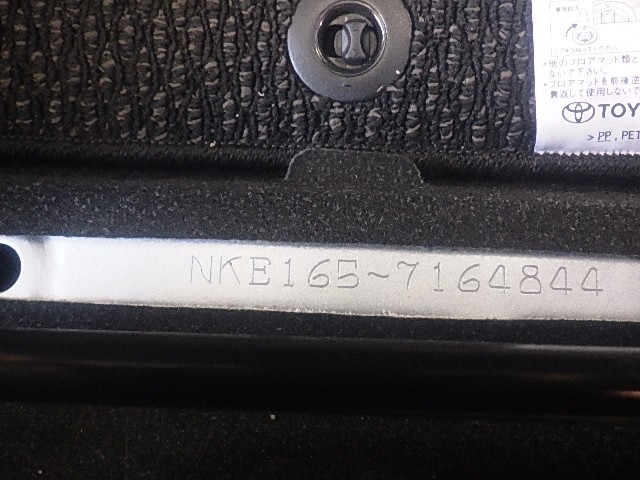 ・他のフロアマット類と
ないで下さい。
・フロアマットを前後逆
裏返して使用しないで
TOY
> PP , PET
NKE165~7164844